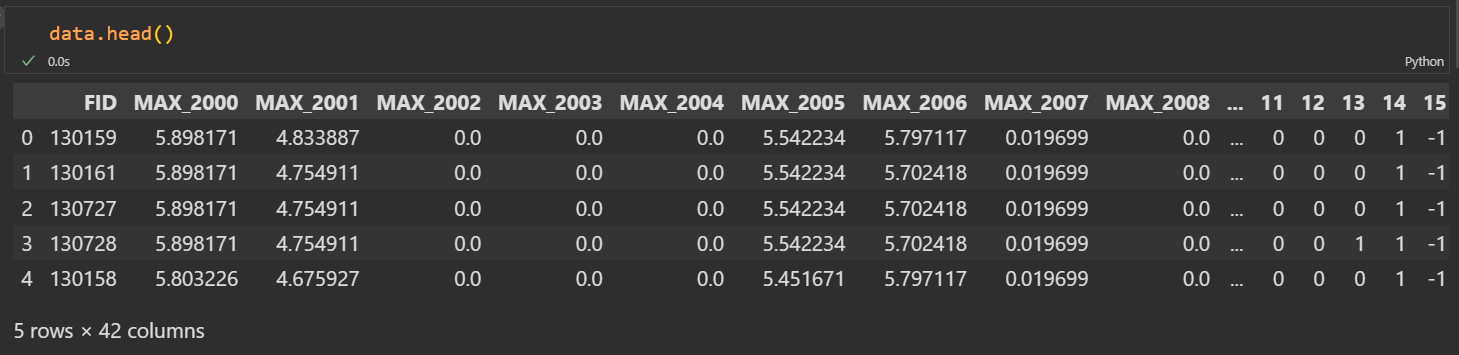 data.head()
0.0s
Python
FID MAX_2000 MAX_2001 MAX_2002 MAX_2003 MAX_2004 MAX_2005 MAX_2006 MAX_2007 MAX_2008 ... 11 12 13 14 15
0 130159 5.898171 4.833887 0.0 0.0 0.0 5.542234 5.797117 0.019699 0.0 ... 0 0 0 1 -1
1 130161 5.898171 4.754911 0.0 0.0 0.0 5.542234 5.702418 0.019699 0.0 ... 0 0 0 1 -1
2 130727 5.898171 4.754911 0.0 0.0 0.0 5.542234 5.702418 0.019699 0.0 ... 0 0 0 1 -1
3 130728 5.898171 4.754911 0.0 0.0 0.0 5.542234 5.702418 0.019699 0.0 ... 0 0 1 1 -1
4 130158 5.803226 4.675927 0.0 0.0 0.0 5.451671 5.797117 0.019699 0.0 ... 0 0 0 1 -1
5 rows × 42 columns